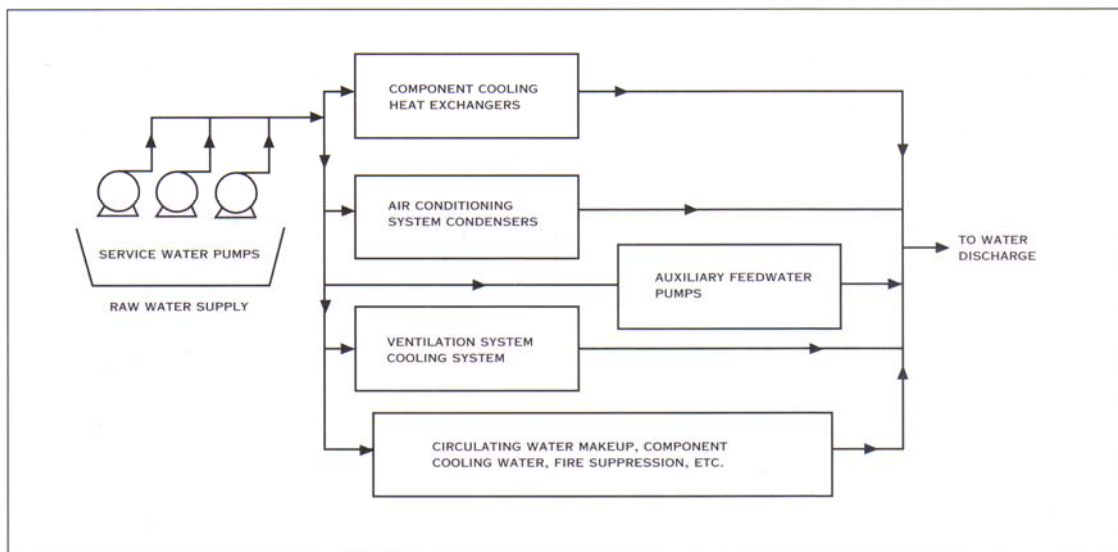 COMPONENT COOLING
HEAT EXCHANGERS
AIR CONDITIONING
SYSTEM CONDENSERS
SERVICE WATER PUMPS
RAW WATER SUPPLY
AUXILIARY FEEDWATER
PUMPS
TO WATER
DISCHARGE
VENTILATION SYSTEM
COOLING SYSTEM
CIRCULATING WATER MAKEUP, COMPONENT
COOLING WATER, FIRE SUPPRESSION, ETC.